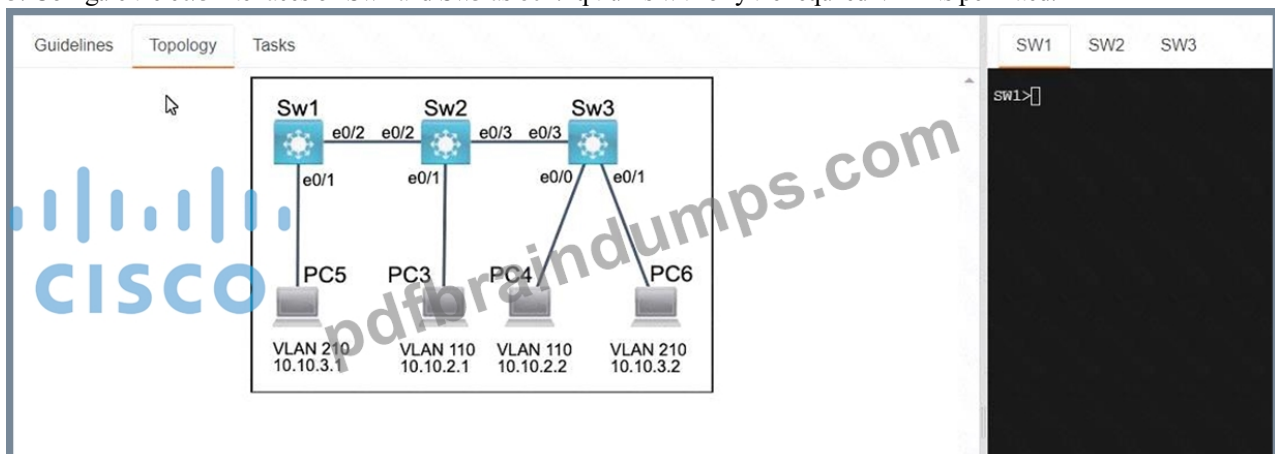 Guidelines Topology Tasks
SW1 SW2 SW3
SW1>
Sw1 Sw2 Sw3
e0/2 e0/2 e0/3 e0/3
e0/1 e0/1 e0/0 e0/1
CISCO
PC5 PC3 PC4 PC6
VLAN 210 VLAN 110 VLAN 110 VLAN 210
10.10.3.1 10.10.2.1 10.10.2.2 10.10.3.2
pdfbraindumps.com